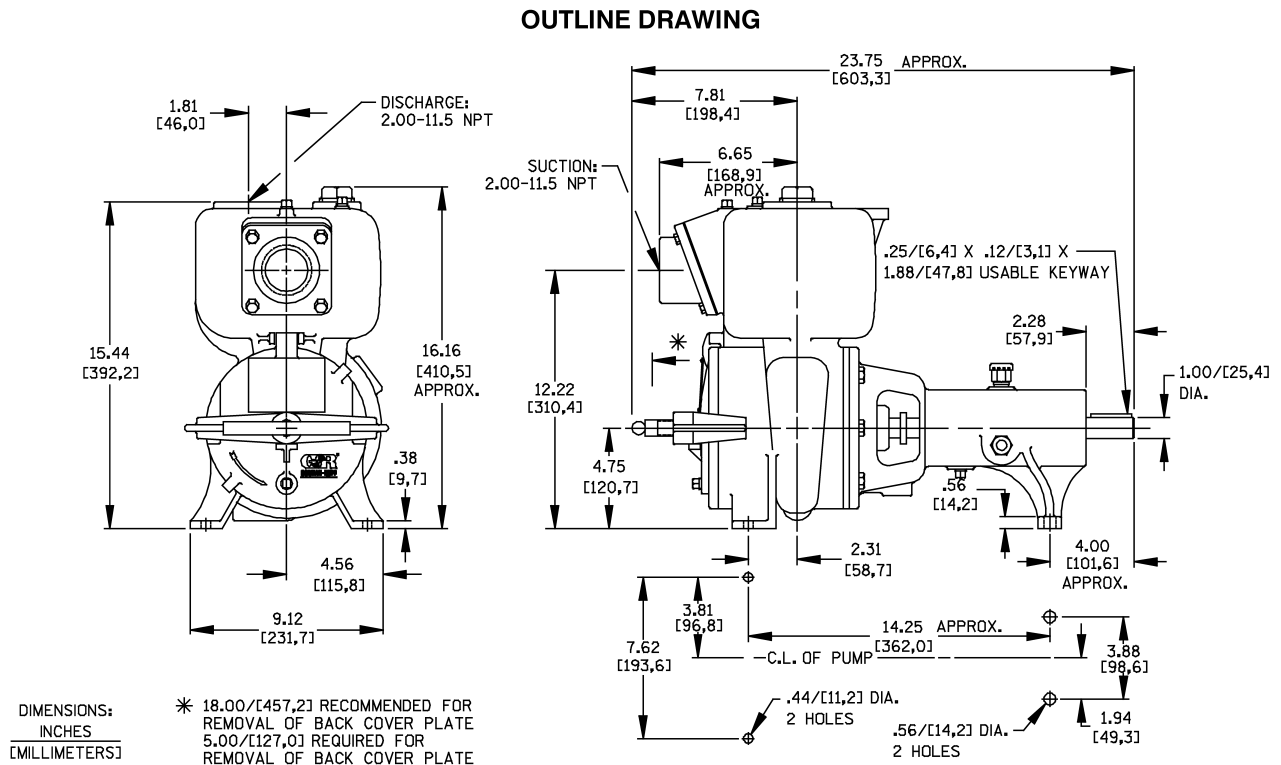 OUTLINE DRAWING
23.75 APPROX.
[603,3]
7.81
[198,4]
1.81
[46,0]
DISCHARGE:
2.00-11.5 NPT
6.65
[168,9]
APPROX.
SUCTION:
2.00-11.5 NPT
.25/[6,4] X .12/[3,1] X
1.88/[47,8] USABLE KEYWAY
2.28
[57,9]
15.44
[392,2]
16.16
[410,5]
APPROX.
12.22
[310,4]
1.00/[25,4]
DIA.
.38
[9,7]
4.75
[120,7]
.56
[14,2]
4.56
[115,8]
2.31
[58,7]
4.00
[101,6]
APPROX.
9.12
[231,7]
3.81
[96,8]
7.62
[193,6]
14.25 APPROX.
[362,0]
C.L. OF PUMP
3.88
[98,6]
.44/[11,2] DIA.
2 HOLES
.56/[14,2] DIA.
2 HOLES
1.94
[49,3]
DIMENSIONS:
INCHES
[MILLIMETERS]
* 18.00/[457,2] RECOMMENDED FOR
REMOVAL OF BACK COVER PLATE
5.00/[127,0] REQUIRED FOR
REMOVAL OF BACK COVER PLATE